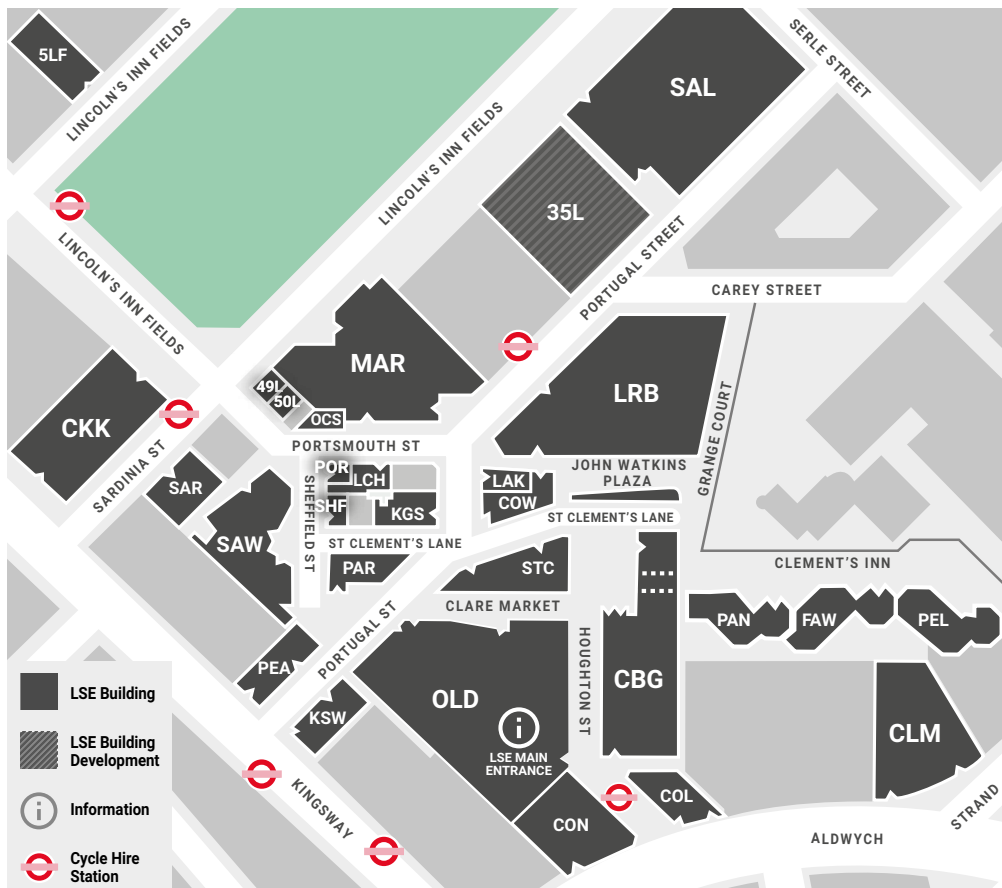 5LF
LINCOLN'S INN FIELDS
SERLE STREET
SAL
LINCOLN'S INN FIELDS
35L
LINCOLN'S INN FIELDS
PORTUGAL STREET
CAREY STREET
MAR
49L
50L
OCS
LRB
CKK
SARDINIA ST
PORTSMOUTH ST
GRANGE COURT
JOHN WATKINS
PLAZA
POR
LCH
SAR
SHEFFIELD ST
SHF
KGS
LAK
COW
ST CLEMENT'S LANE
SAW
ST CLEMENT'S LANE
PAR
STC
CLEMENT'S INN
CLARE MARKET
PORTUGAL ST
HOUGHTON ST
PAN
FAW
PEL
PEA
OLD
CBG
KSW
i
LSE MAIN
ENTRANCE
CLM
KINGSWAY
CON
COL
ALDWYCH
STRAND
LSE Building
LSE Building
Development
i
Information
Cycle Hire
Station